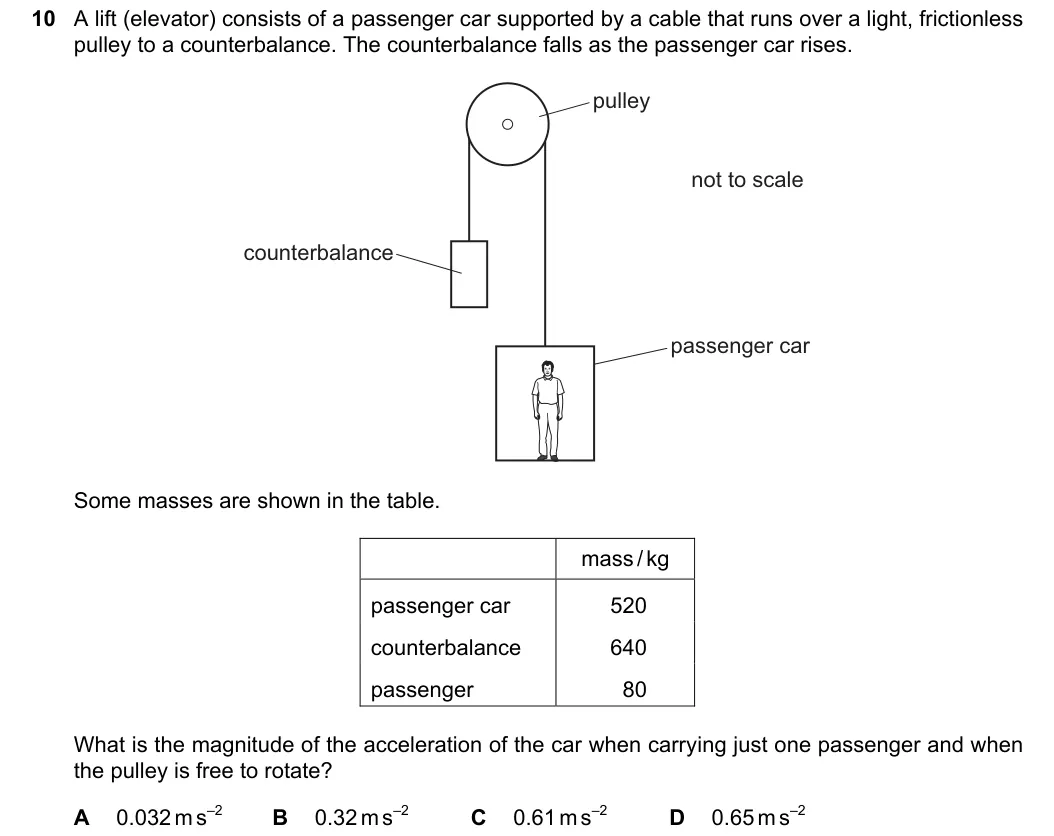 10 A lift (elevator) consists of a passenger car supported by a cable that runs over a light, frictionless
pulley to a counterbalance. The counterbalance falls as the passenger car rises.
pulley
not to scale
counterbalance
passenger car
Some masses are shown in the table.
mass / kg
passenger car 520
counterbalance 640
passenger 80
What is the magnitude of the acceleration of the car when carrying just one passenger and when
the pulley is free to rotate?
A 0.032 m s⁻² B 0.32 m s⁻² C 0.61 m s⁻² D 0.65 m s⁻²